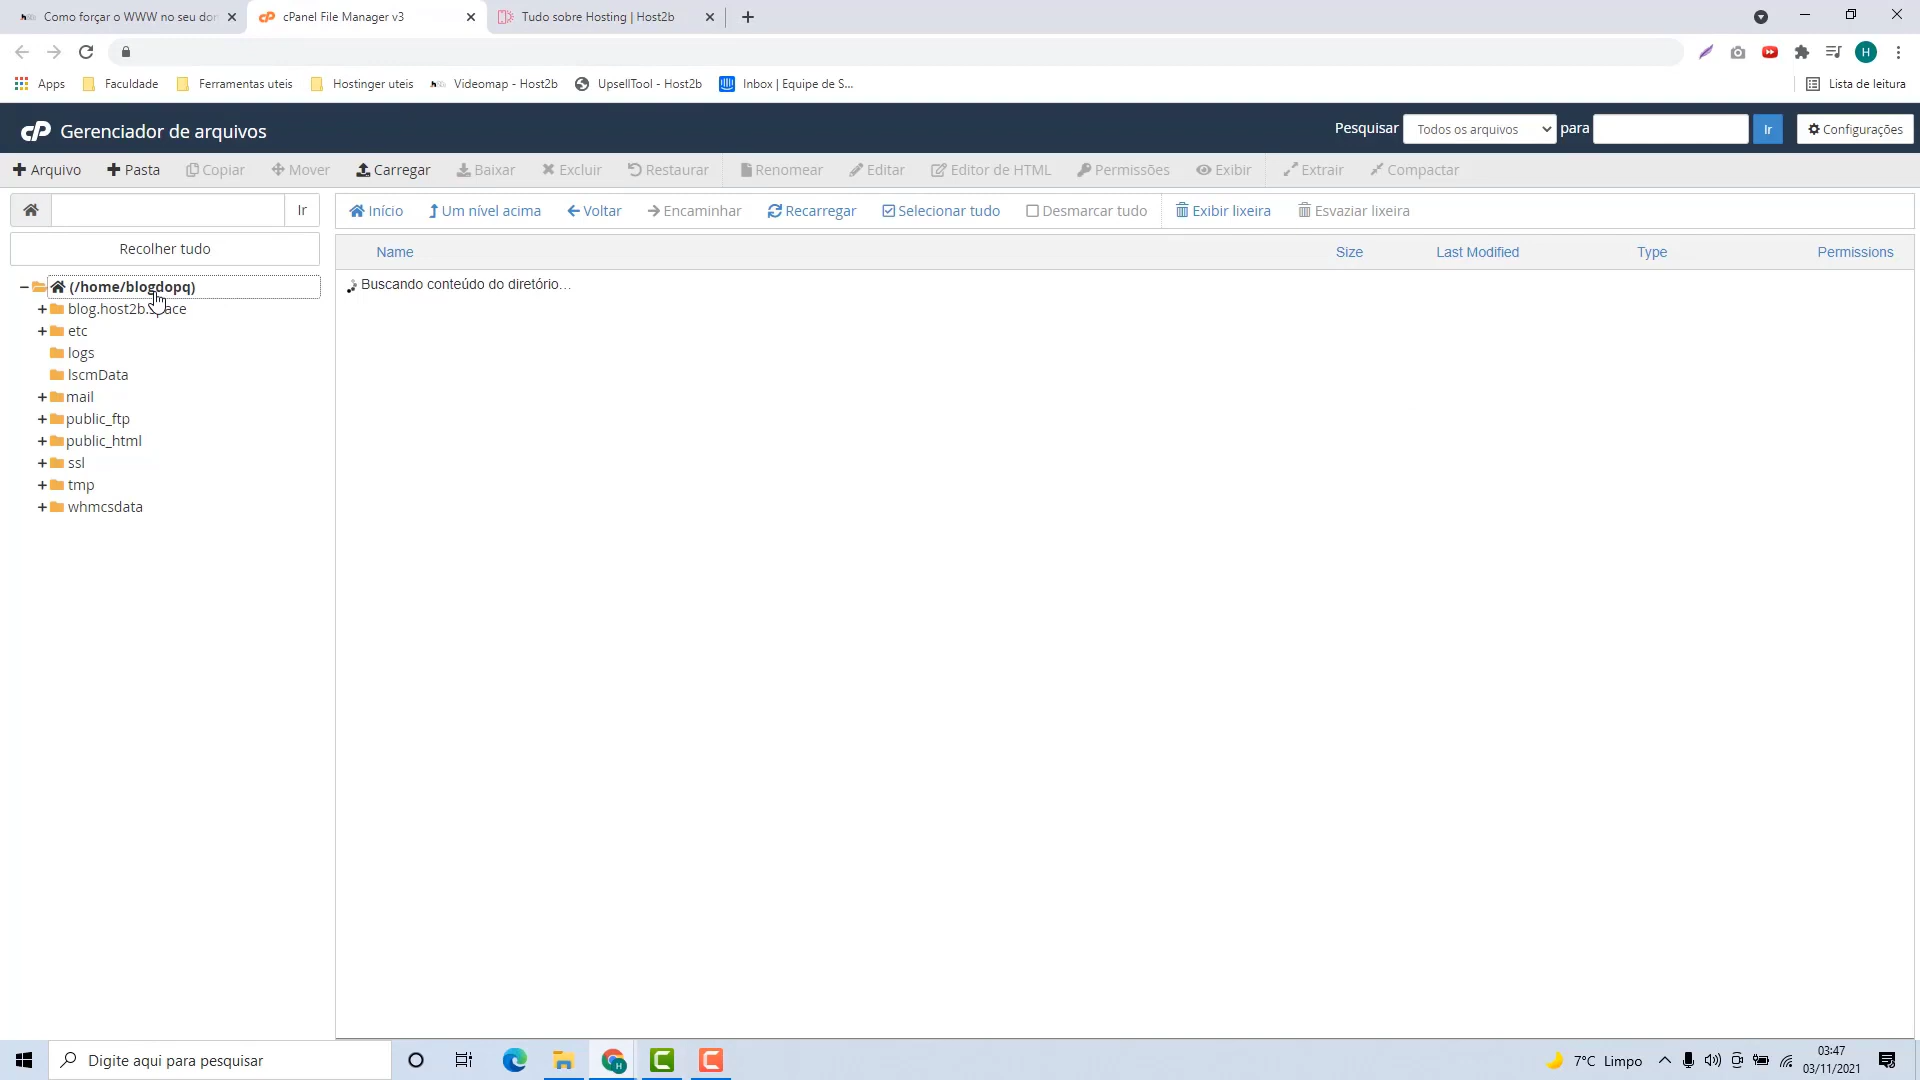 Como forçar o WWW no seu dor
cPanel File Manager v3
Tudo sobre Hosting | Host2b
H
Apps
Faculdade
Ferramentas uteis
Hostinger uteis
Videomap - Host2b
UpsellTool - Host2b
Inbox | Equipe de S...
Lista de leitura
cP Gerenciador de arquivos
Pesquisar
Todos os arquivos
para
Ir
Configurações
Arquivo
Pasta
Copiar
Mover
Carregar
Baixar
Excluir
Restaurar
Renomear
Editar
Editor de HTML
Permissões
Exibir
Extrair
Compactar
Ir
Início
Um nível acima
Voltar
Encaminhar
Recarregar
Selecionar tudo
Desmarcar tudo
Exibir lixeira
Esvaziar lixeira
Recolher tudo
Name
Size
Last Modified
Type
Permissions
Buscando conteúdo do diretório…
(/home/blogdopq)
blog.host2b.space
etc
logs
lscmData
mail
public_ftp
public_html
ssl
tmp
whmcsdata
Digite aqui para pesquisar
7°C Limpo
03:47
03/11/2021